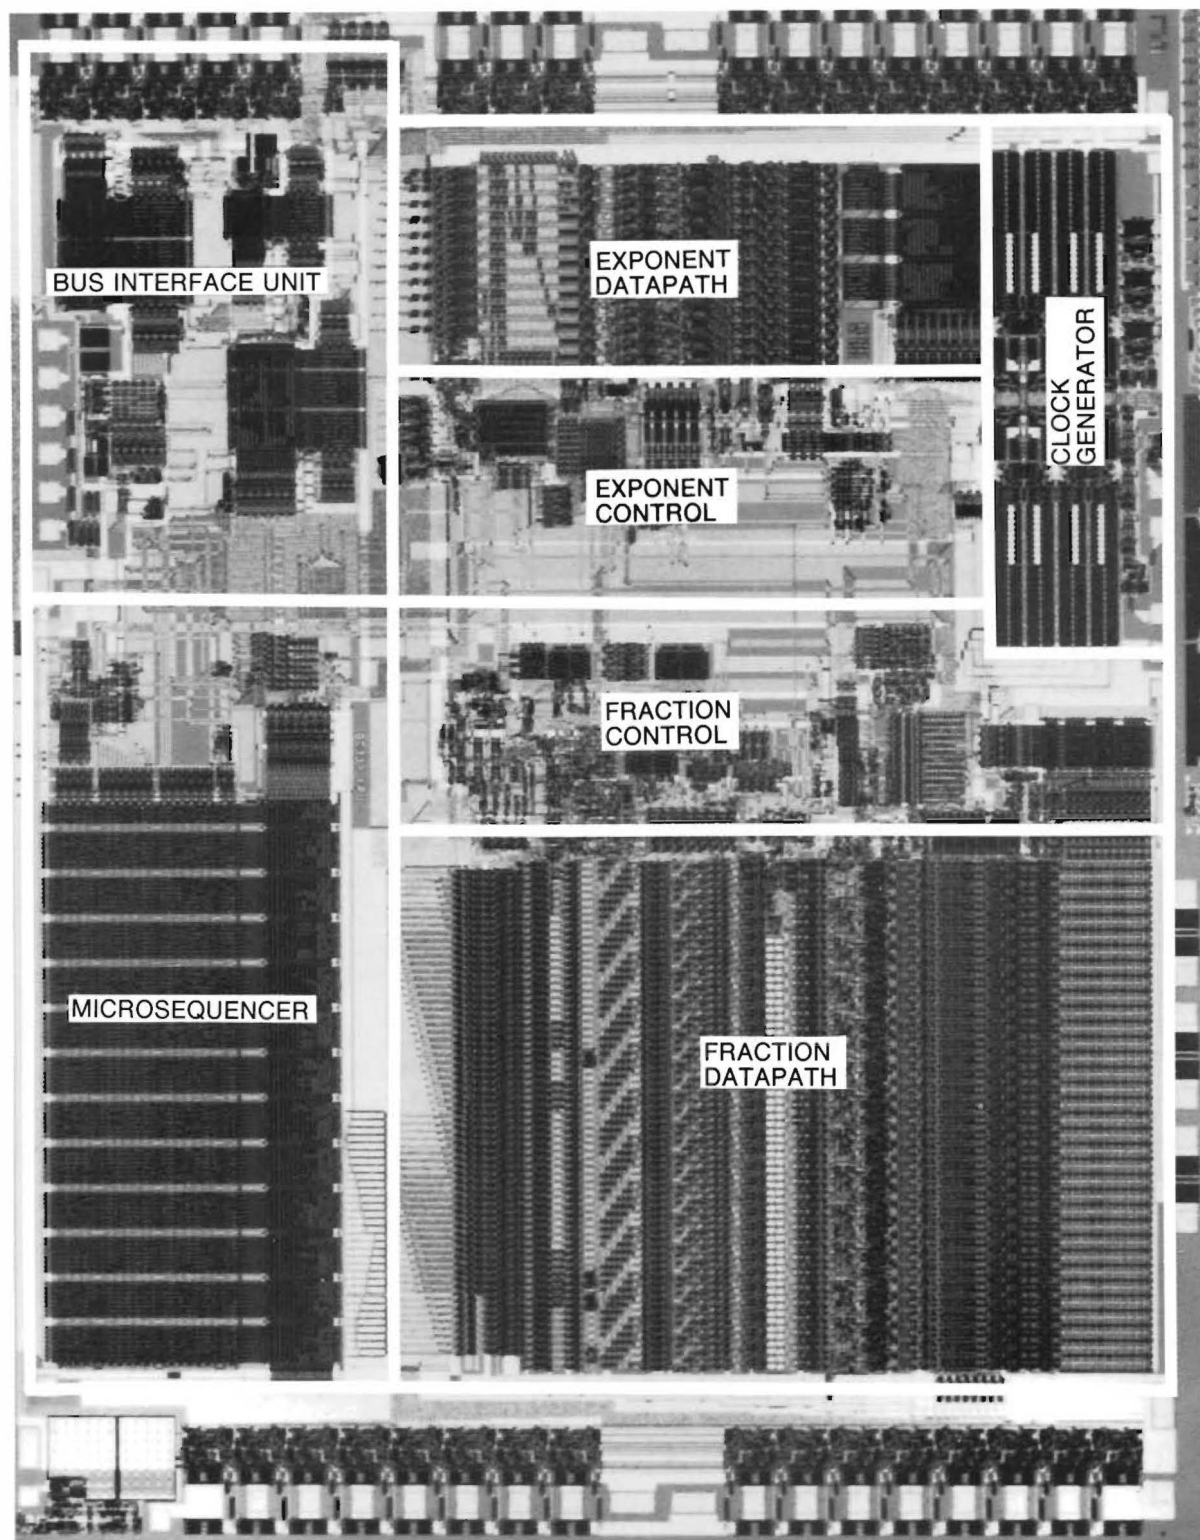 BUS INTERFACE UNIT
EXPONENT
DATAPATH
CLOCK
GENERATOR
EXPONENT
CONTROL
FRACTION
CONTROL
MICROSEQUENCER
FRACTION
DATAPATH